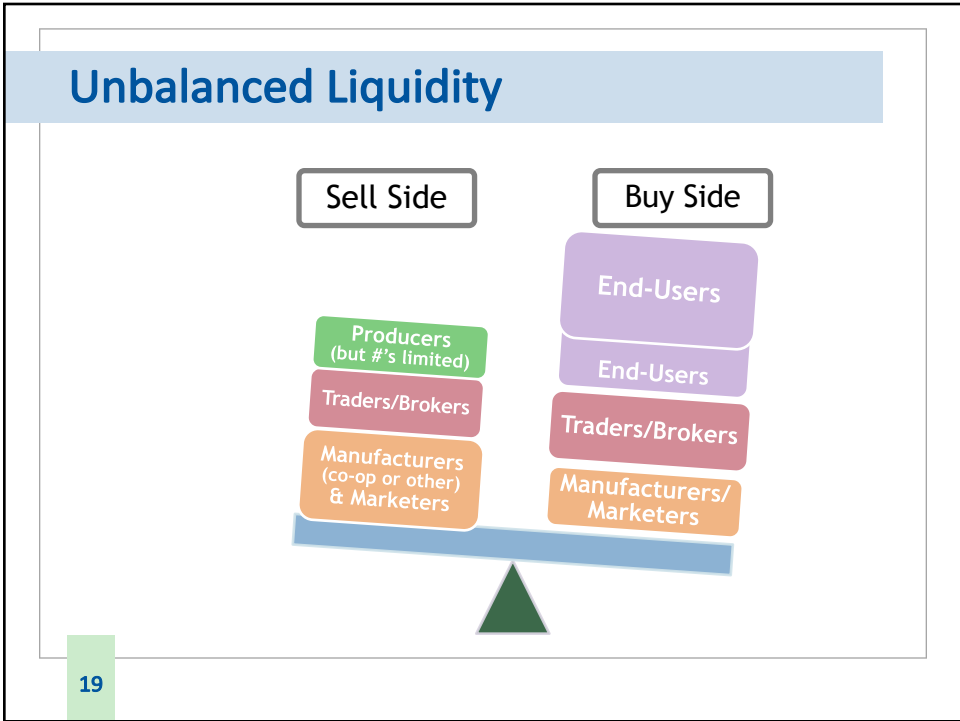 Unbalanced Liquidity
Sell Side
Buy Side
Producers
(but #'s limited)
Traders/Brokers
Manufacturers
(co-op or other)
& Marketers
End-Users
End-Users
Traders/Brokers
Manufacturers/
Marketers
19